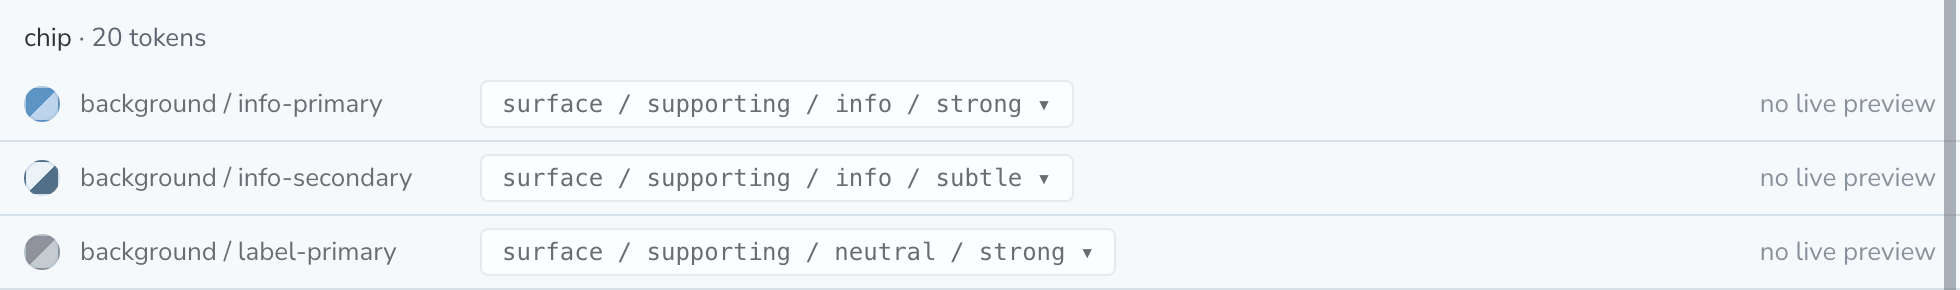 chip · 20 tokens
background / info-primary surface / supporting / info / strong ▾ no live preview
background / info-secondary surface / supporting / info / subtle ▾ no live preview
background / label-primary surface / supporting / neutral / strong ▾ no live preview